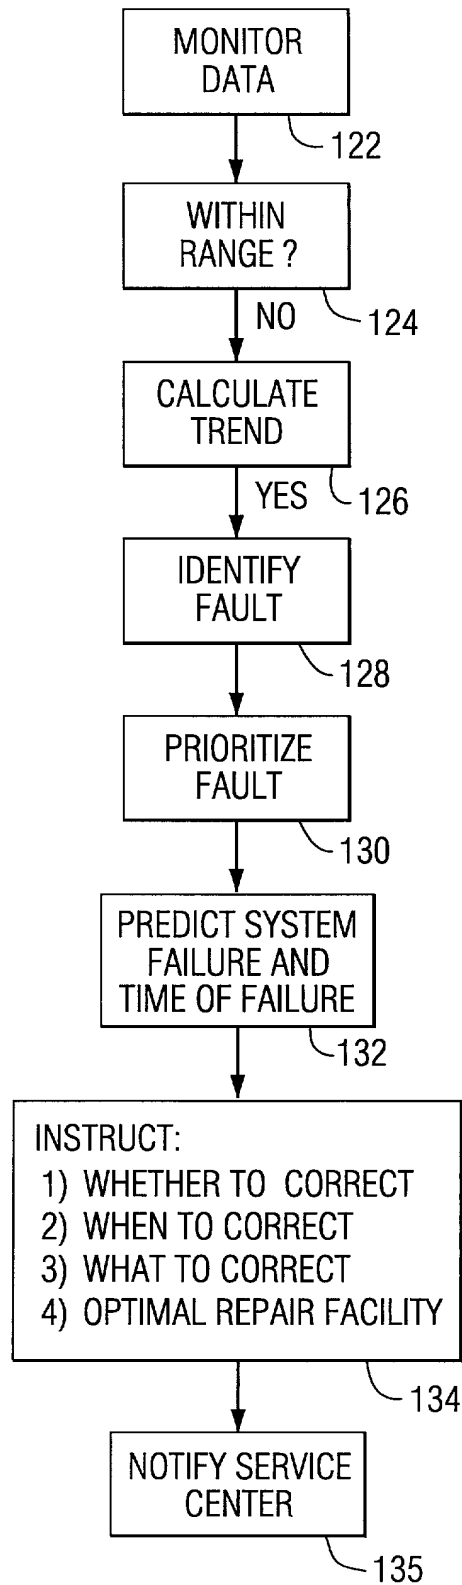 MONITOR
DATA
122
WITHIN
RANGE?
124
NO
CALCULATE
TREND
126
YES
IDENTIFY
FAULT
128
PRIORITIZE
FAULT
130
PREDICT SYSTEM
FAILURE AND
TIME OF FAILURE
132
INSTRUCT:
1) WHETHER TO CORRECT
2) WHEN TO CORRECT
3) WHAT TO CORRECT
4) OPTIMAL REPAIR FACILITY
134
NOTIFY SERVICE
CENTER
135